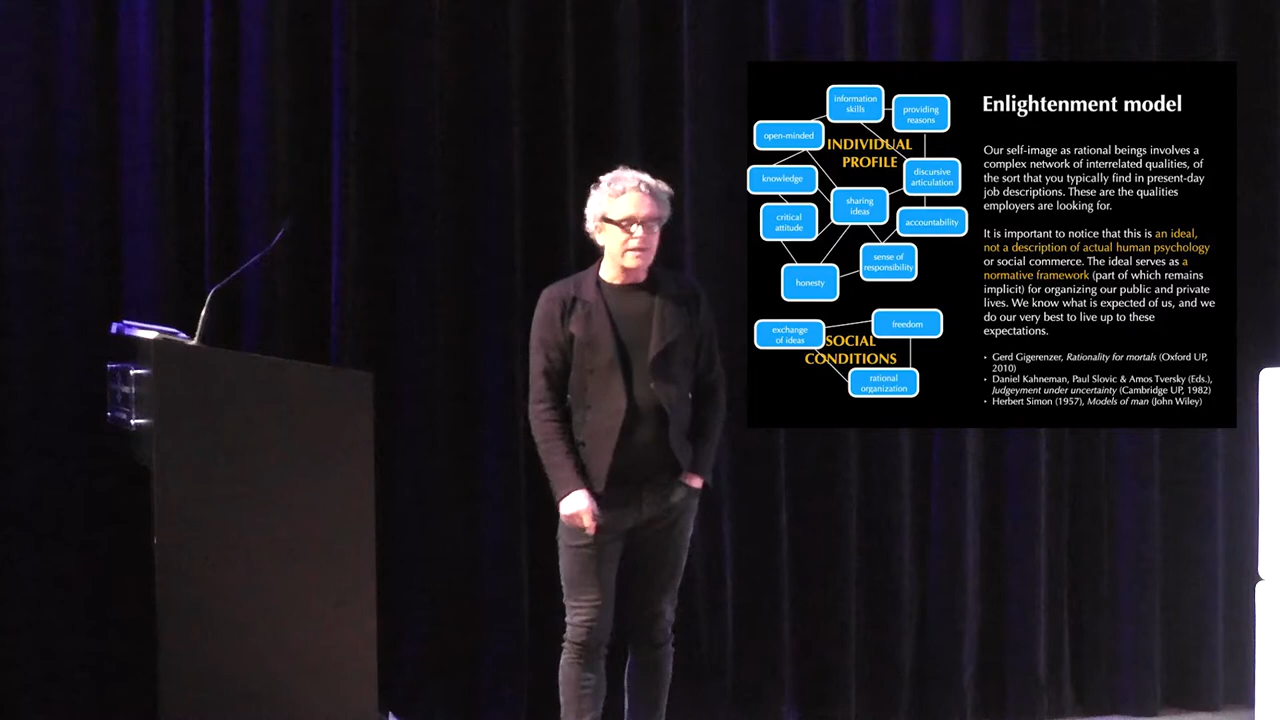 information
skills
providing
reasons
open-minded
INDIVIDUAL
PROFILE
knowledge
discursive
articulation
sharing
ideas
critical
attitude
accountability
sense of
responsibility
honesty
exchange
of ideas
freedom
SOCIAL
CONDITIONS
rational
organization
Enlightenment model
Our self-image as rational beings involves a
complex network of interrelated qualities, of
the sort that you typically find in present-day
job descriptions. These are the qualities
employers are looking for.
It is important to notice that this is an ideal,
not a description of actual human psychology
or social commerce. The ideal serves as a
normative framework (part of which remains
implicit) for organizing our public and private
lives. We know what is expected of us, and we
do our very best to live up to these
expectations.
• Gerd Gigerenzer, Rationality for mortals (Oxford UP,
2010)
• Daniel Kahneman, Paul Slovic & Amos Tversky (Eds.),
Judgeyment under uncertainty (Cambridge UP, 1982)
• Herbert Simon (1957), Models of man (John Wiley)